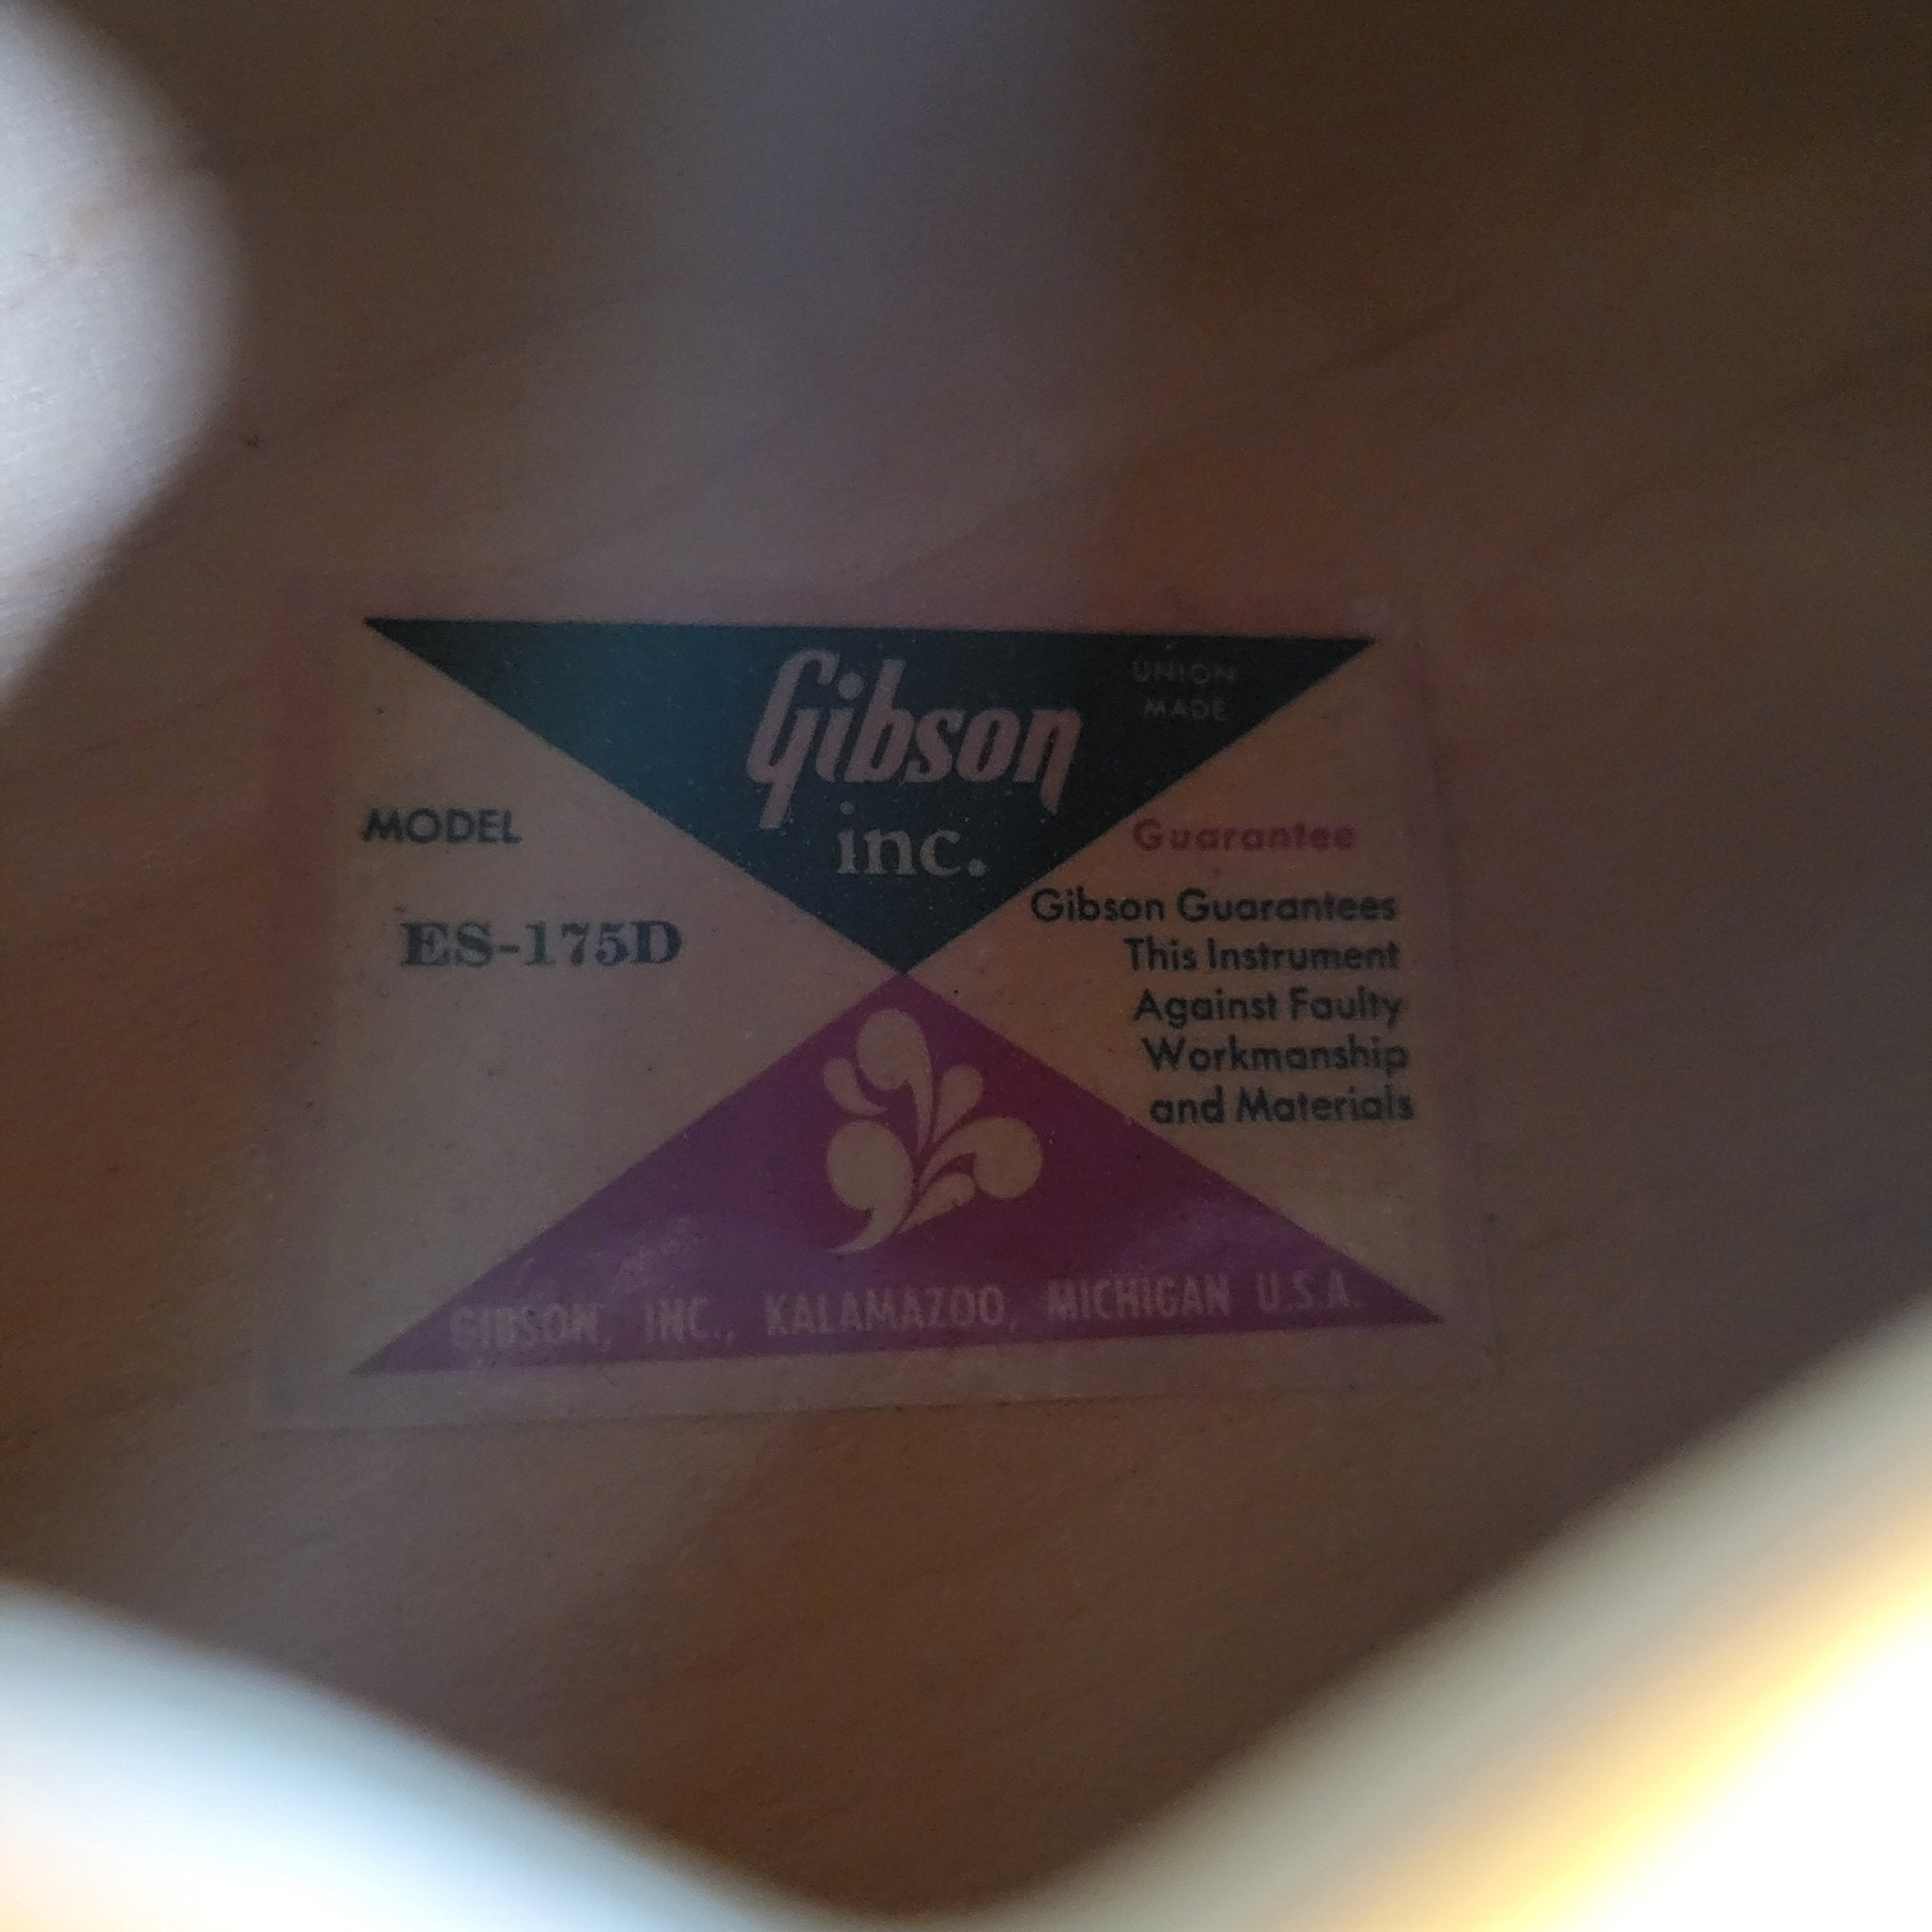 Gibson
inc.
UNION
MADE
MODEL
ES-175D
Guarantee
Gibson Guarantees
This Instrument
Against Faulty
Workmanship
and Materials
GIBSON, INC., KALAMAZOO, MICHIGAN U.S.A.